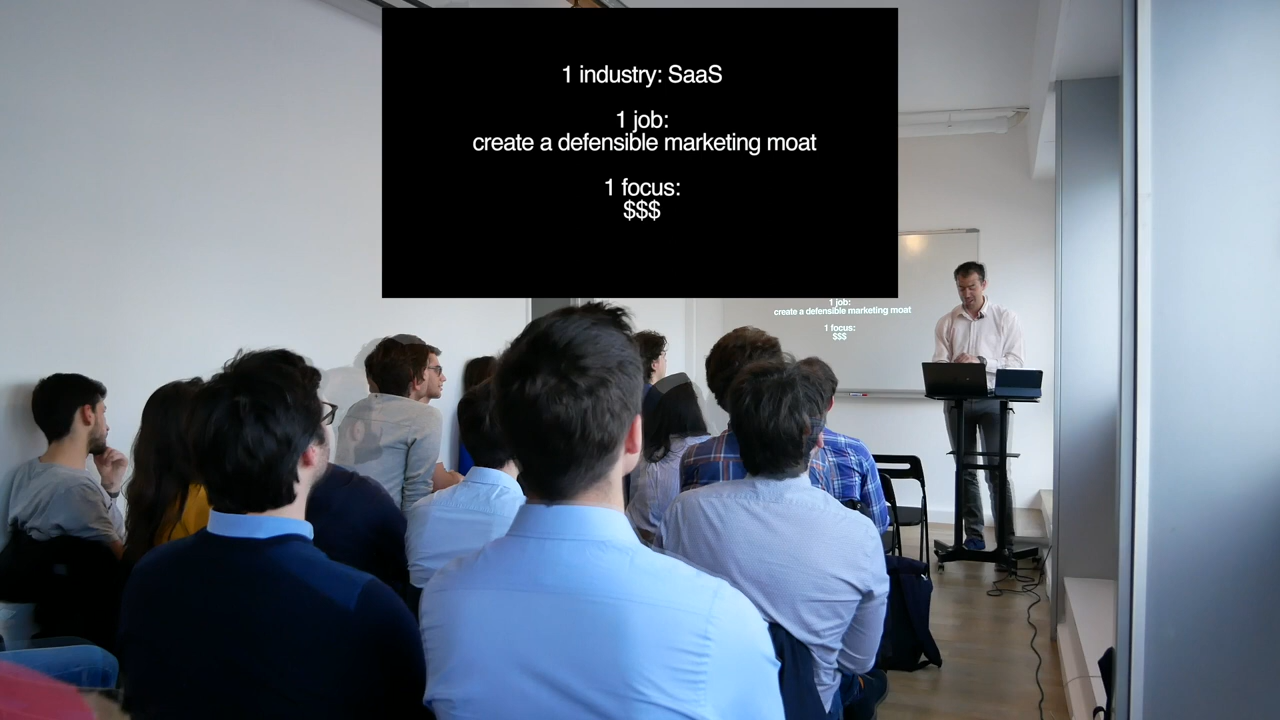 1 industry: SaaS
1 job:
create a defensible marketing moat
1 focus:
$$$
1 job:
create a defensible marketing moat
1 focus:
$$$